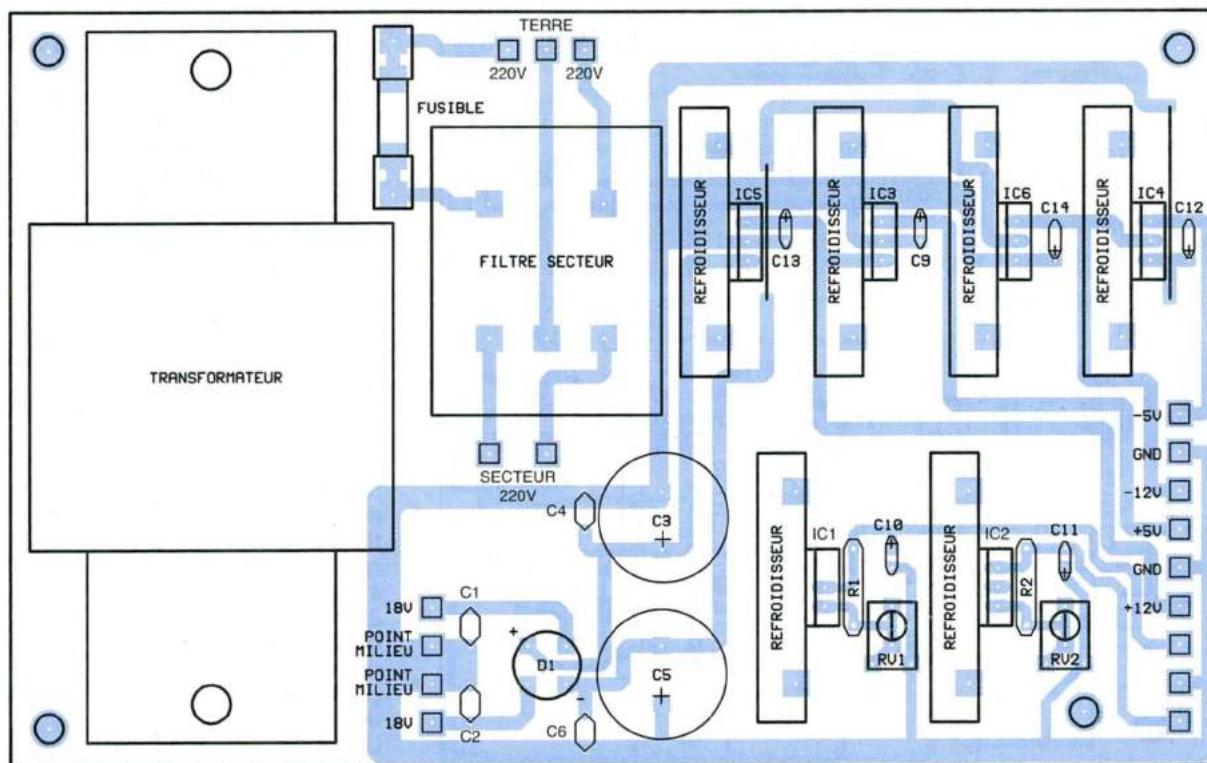 TERRE
220V 220V
FUSIBLE
IC5
IC3
IC6
IC4
C14
C12
REFROIDISSEUR
REFROIDISSEUR
REFROIDISSEUR
REFROIDISSEUR
FILTRE SECTEUR
C13
C9
TRANSFORMATEUR
-5V
GND
-12V
+5V
GND
+12V
SECTEUR
220V
C4
C3
+
REFROIDISSEUR
IC1
R1
C10
REFROIDISSEUR
IC2
R2
C11
RV1
RV2
18V
C1
POINT
MILIEU
POINT
MILIEU
18V
C2
+
D1
-
C6
C5
+